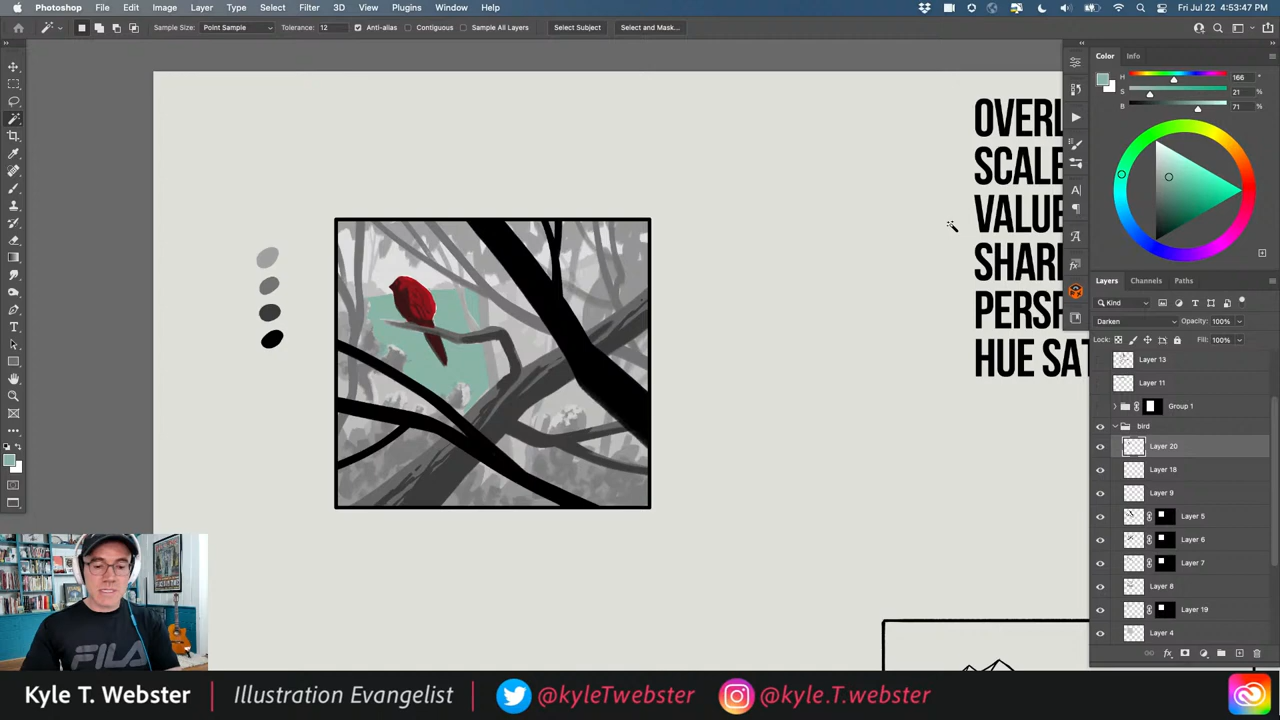 Photoshop File Edit Image Layer Type Select Filter 3D View Plugins Window Help Fri Jul 22 4:53:47 PM
Sample Size: Point Sample Tolerance: 12 Anti-alias Contiguous Sample All Layers Select Subject Select and Mask...
Color Info
H 166 °
S 21 %
B 71 %
OVERL
SCALE
VALUE
SHARI
PERSP
HUE SAT
Layers Channels Paths
Kind
Darken Opacity: 100%
Lock: Fill: 100%
Layer 13
Layer 11
Group 1
bird
Layer 20
Layer 18
Layer 9
Layer 5
Layer 6
Layer 7
Layer 8
Layer 19
Layer 4
FILA
Kyle T. Webster | Illustration Evangelist @kyleTwebster @kyle.T.webster